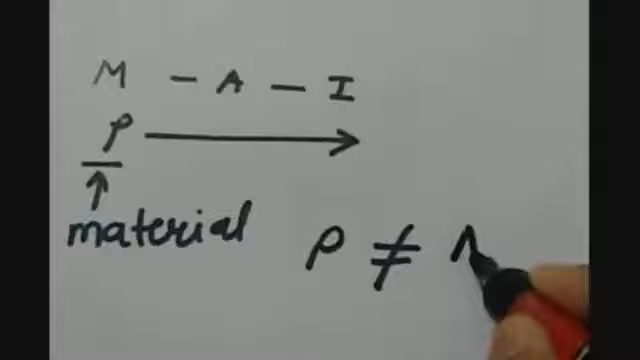 M - A - I
P →
↑
material
P ≠